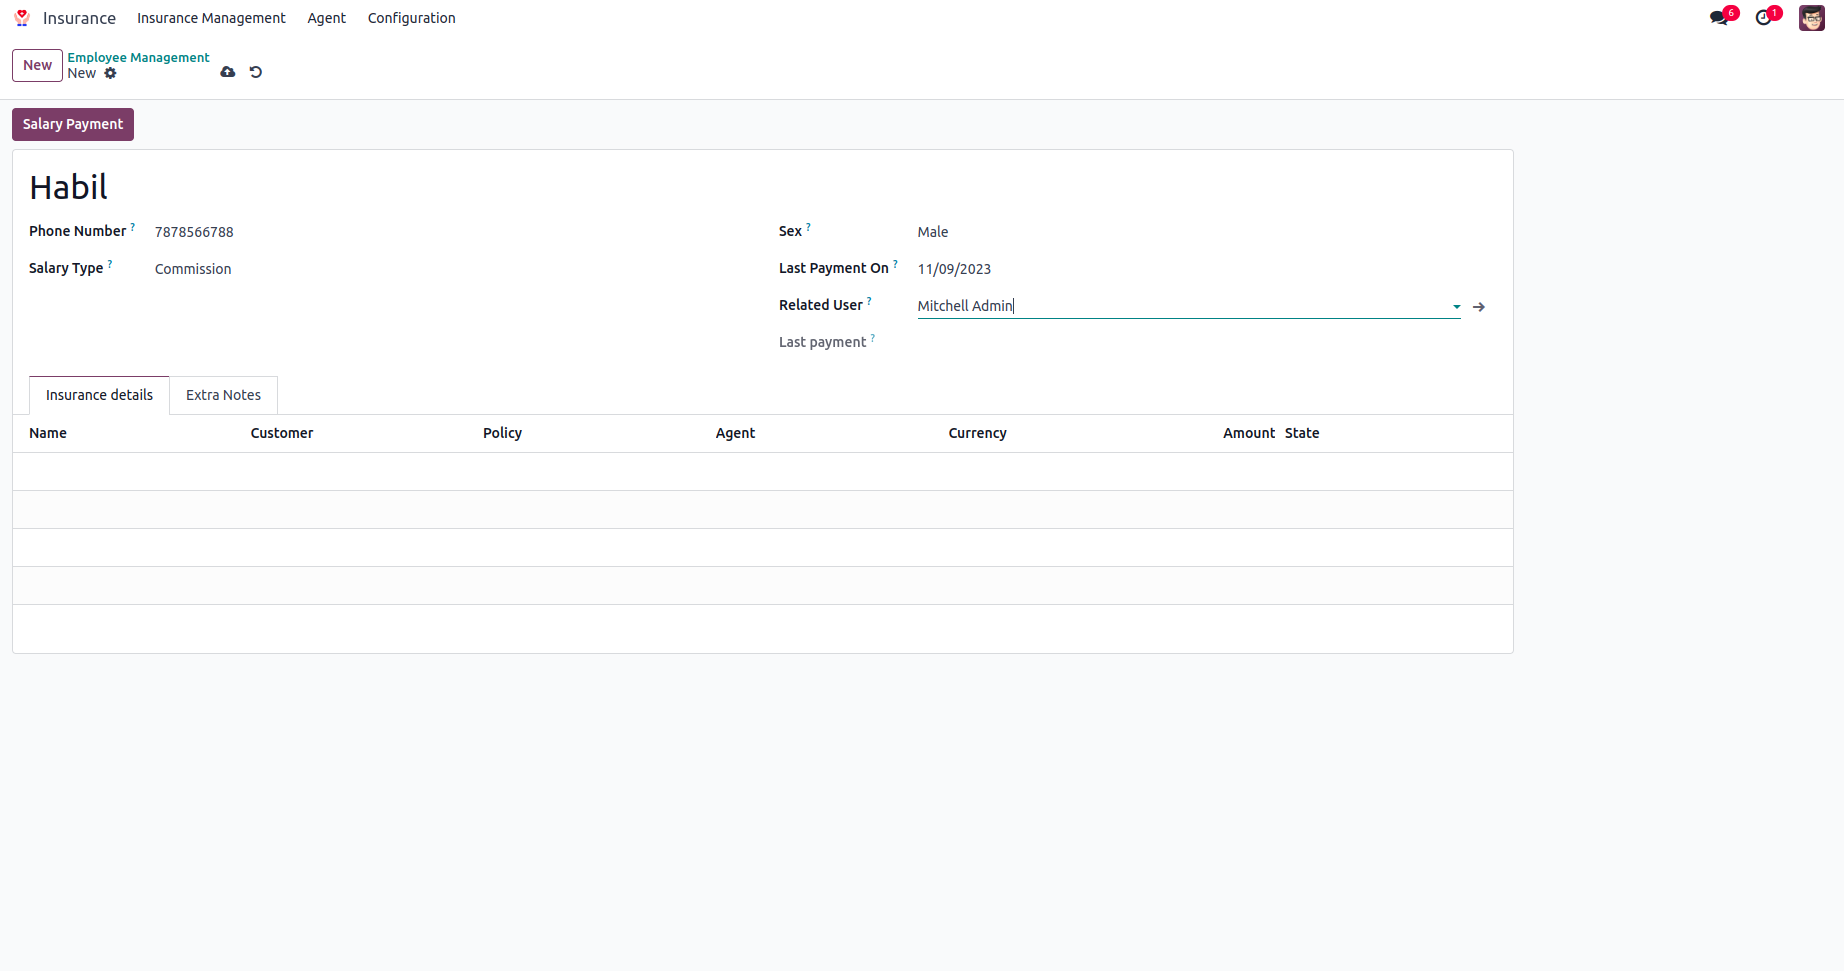 Insurance Insurance Management Agent Configuration 6 1
New Employee Management
New
Salary Payment
Habil
Phone Number ? 7878566788 Sex ? Male
Salary Type ? Commission Last Payment On ? 11/09/2023
Related User ? Mitchell Admin
Last payment ?
Insurance details Extra Notes
Name Customer Policy Agent Currency Amount State